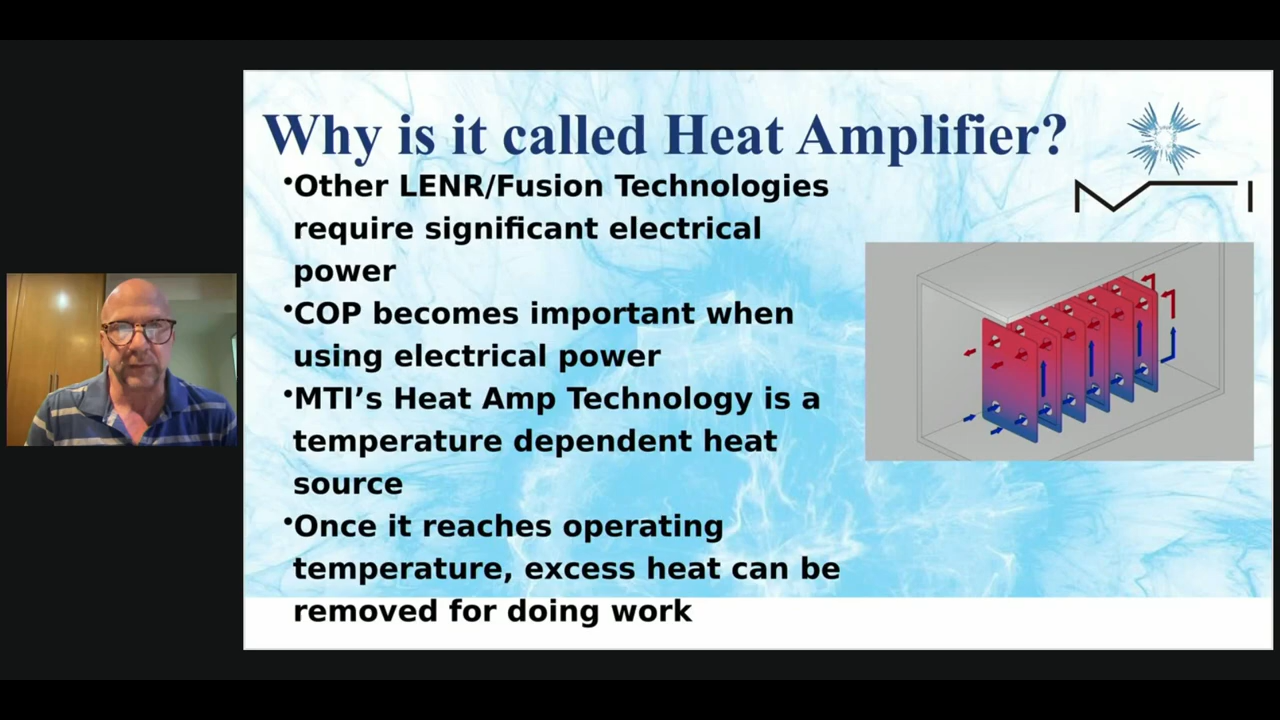 Why is it called Heat Amplifier?
•Other LENR/Fusion Technologies
require significant electrical
power
•COP becomes important when
using electrical power
•MTI’s Heat Amp Technology is a
temperature dependent heat
source
•Once it reaches operating
temperature, excess heat can be
removed for doing work
MTI